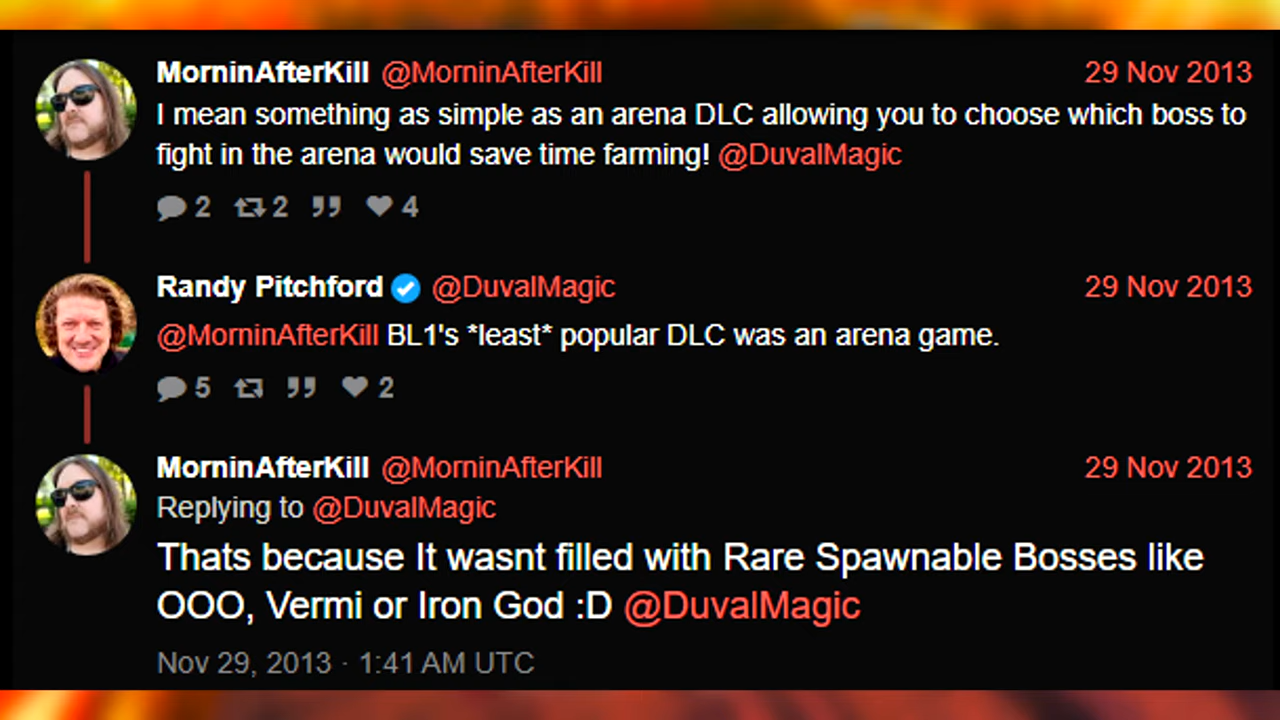 MorninAfterKill @MorninAfterKill 29 Nov 2013
I mean something as simple as an arena DLC allowing you to choose which boss to
fight in the arena would save time farming! @DuvalMagic
2 2 4
Randy Pitchford @DuvalMagic 29 Nov 2013
@MorninAfterKill BL1's *least* popular DLC was an arena game.
5 2
MorninAfterKill @MorninAfterKill 29 Nov 2013
Replying to @DuvalMagic
Thats because It wasnt filled with Rare Spawnable Bosses like
OOO, Vermi or Iron God :D @DuvalMagic
Nov 29, 2013 · 1:41 AM UTC